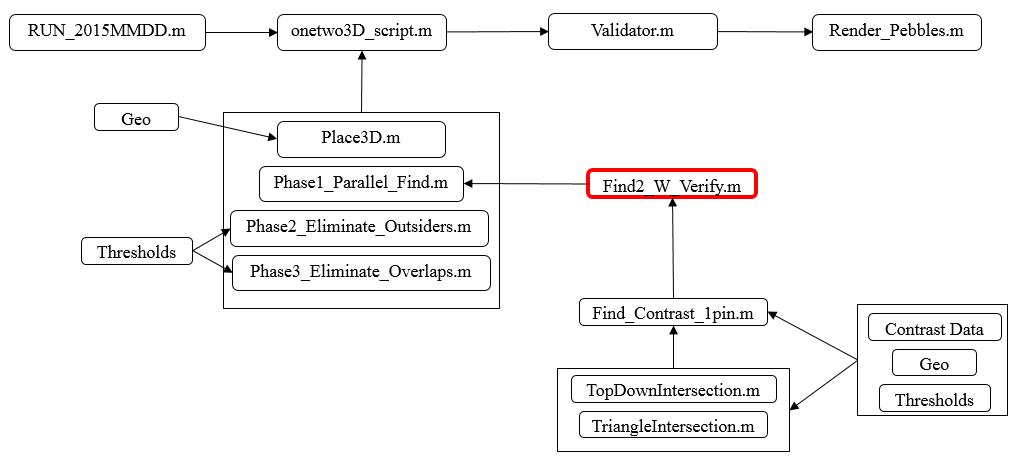 RUN_2015MMDD.m
onetwo3D_script.m
Validator.m
Render_Pebbles.m
Geo
Place3D.m
Phase1_Parallel_Find.m
Find2_W_Verify.m
Phase2_Eliminate_Outsiders.m
Thresholds
Phase3_Eliminate_Overlaps.m
Find_Contrast_1pin.m
Contrast Data
Geo
Thresholds
TopDownIntersection.m
TriangleIntersection.m